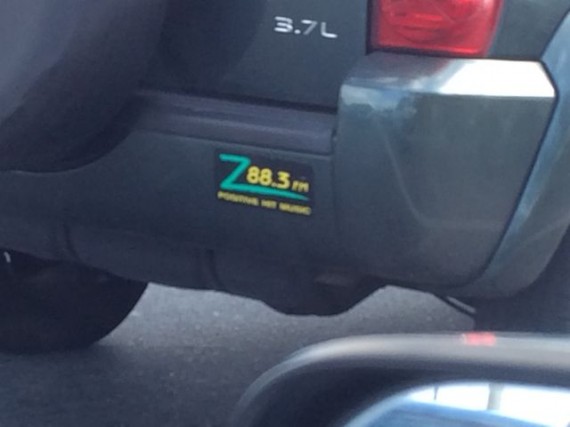 3.7L
Z88.3 FM
POSITIVE HIT MUSIC